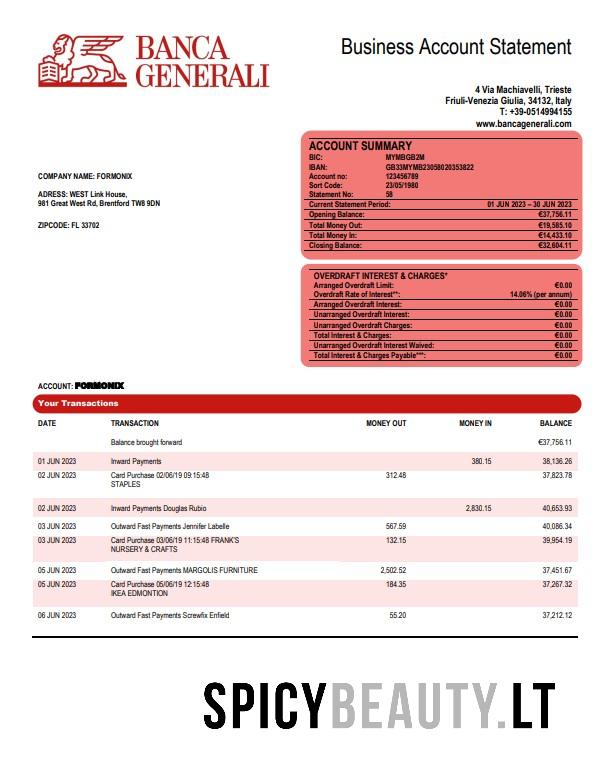 BANCA
GENERALI
Business Account Statement
4 Via Machiavelli, Trieste
Friuli-Venezia Giulia, 34132, Italy
T: +39-0514994155
www.bancagenerali.com
ACCOUNT SUMMARY
BIC: MYMBGB2M
IBAN: GB33MYMB23058020353822
Account no: 123456789
Sort Code: 23/05/1980
Statement No: 58
Current Statement Period: 01 JUN 2023 – 30 JUN 2023
Opening Balance: €37,756.11
Total Money Out: €19,585.10
Total Money In: €14,433.10
Closing Balance: €32,604.11
COMPANY NAME: FORMONIX
ADRESS: WEST Link House,
981 Great West Rd, Brentford TW8 9DN
ZIPCODE: FL 33702
OVERDRAFT INTEREST & CHARGES*
Arranged Overdraft Limit: €0.00
Overdraft Rate of Interest**: 14.06% (per annum)
Arranged Overdraft Interest: €0.00
Unarranged Overdraft Interest: €0.00
Unarranged Overdraft Charges: €0.00
Total Interest & Charges: €0.00
Unarranged Overdraft Interest Waived: €0.00
Total Interest & Charges Payable***: €0.00
ACCOUNT: FORMONIX
Your Transactions
DATE TRANSACTION MONEY OUT MONEY IN BALANCE
Balance brought forward €37,756.11
01 JUN 2023 Inward Payments 380.15 38,136.26
02 JUN 2023 Card Purchase 02/06/19 09:15:48 312.48 37,823.78
STAPLES
02 JUN 2023 Inward Payments Douglas Rubio 2,830.15 40,653.93
03 JUN 2023 Outward Fast Payments Jennifer Labelle 567.59 40,086.34
03 JUN 2023 Card Purchase 03/06/19 11:15:48 FRANK'S 132.15 39,954.19
NURSERY & CRAFTS
05 JUN 2023 Outward Fast Payments MARGOLIS FURNITURE 2,502.52 37,451.67
05 JUN 2023 Card Purchase 05/06/19 12:15:48 184.35 37,267.32
IKEA EDMONTION
06 JUN 2023 Outward Fast Payments Screwfix Enfield 55.20 37,212.12
SPICYBEAUTY.LT